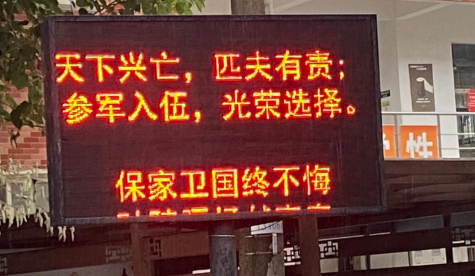 天下兴亡，匹夫有责；
参军入伍，光荣选择。
保家卫国终不悔
性